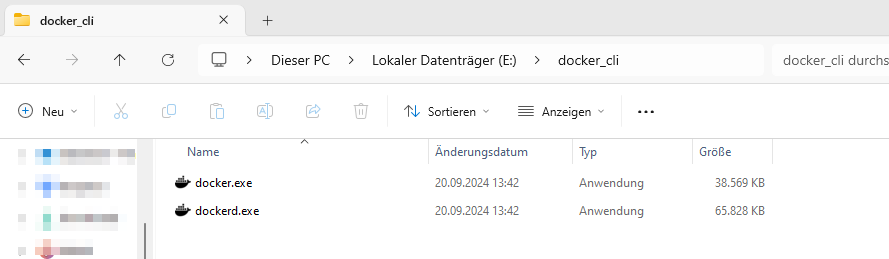 docker_cli
Dieser PC > Lokaler Datenträger (E:) > docker_cli
docker_cli durchs
Neu
Sortieren
Anzeigen
Name Änderungsdatum Typ Größe
docker.exe 20.09.2024 13:42 Anwendung 38.569 KB
dockerd.exe 20.09.2024 13:42 Anwendung 65.828 KB